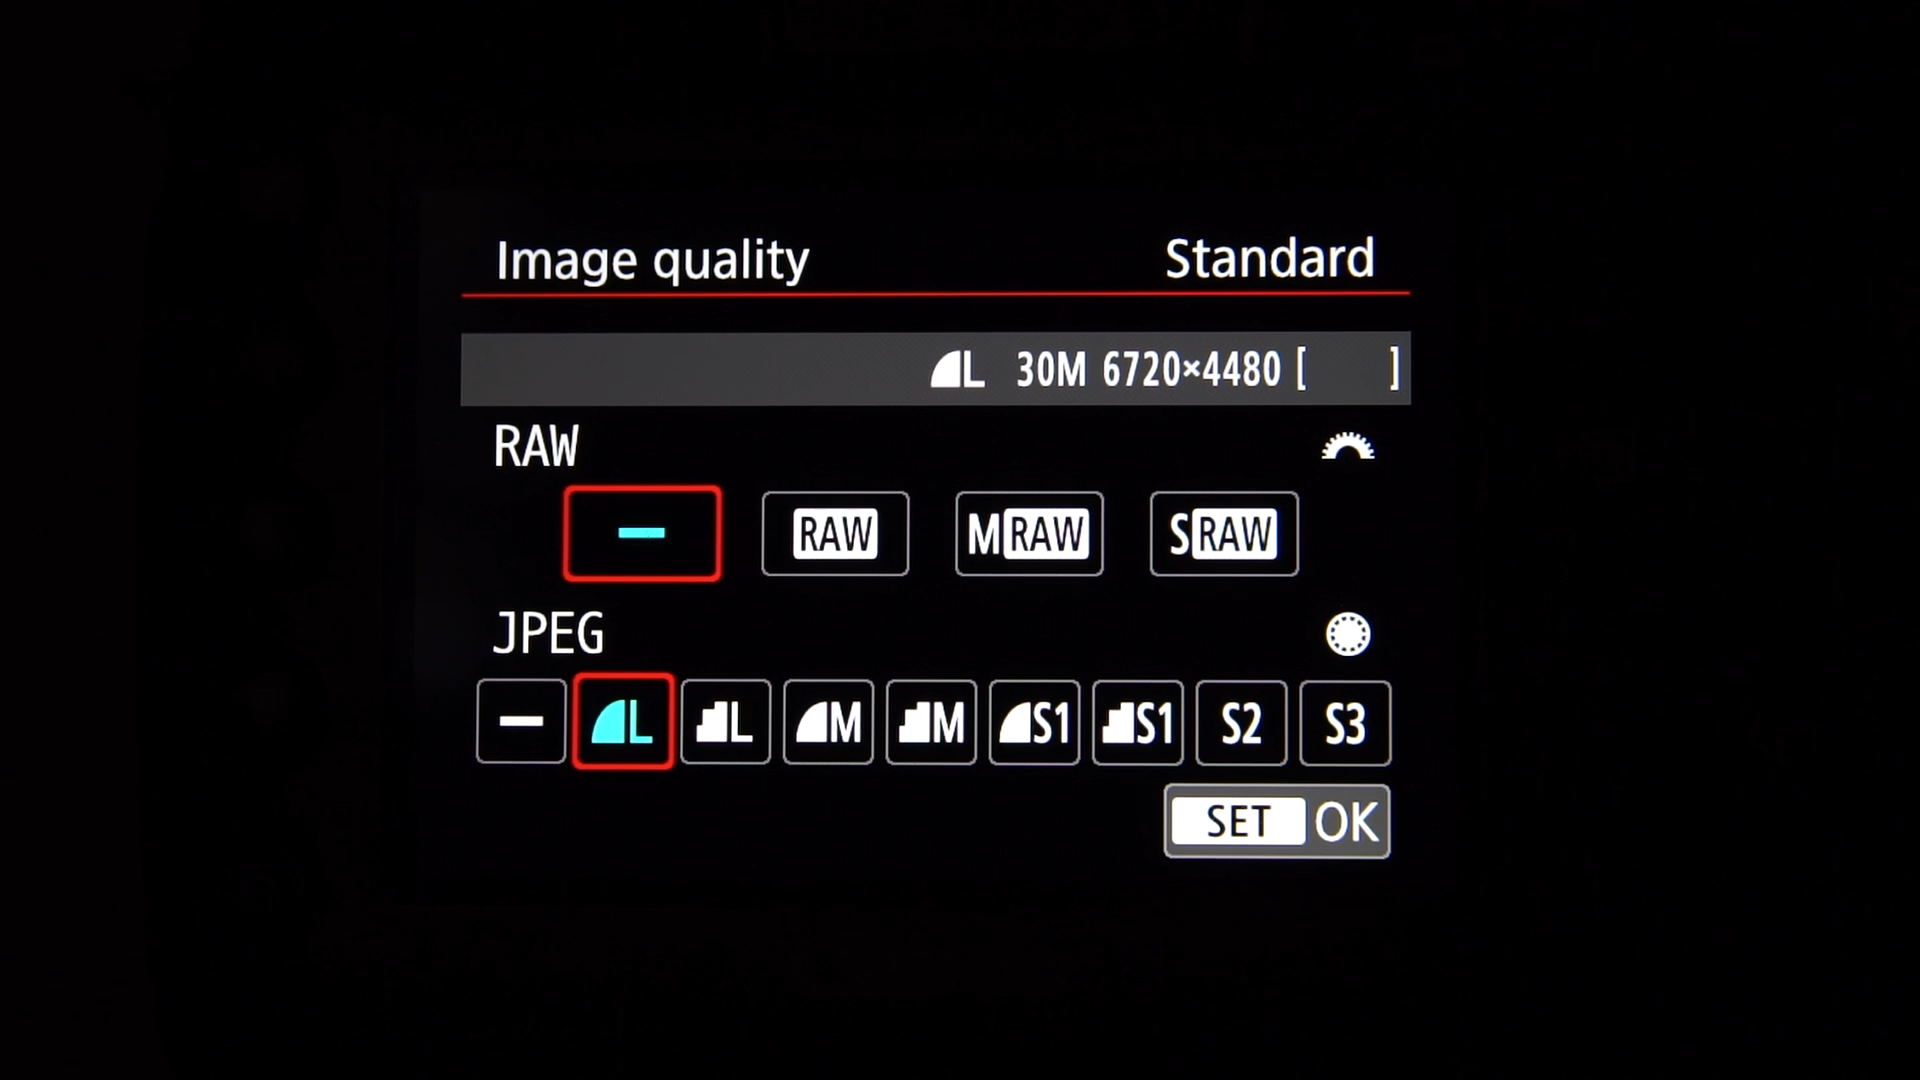 Image quality Standard
L 30M 6720×4480 [ ]
RAW
– RAW MRAW SRAW
JPEG
– L L M M S1 S1 S2 S3
SET OK